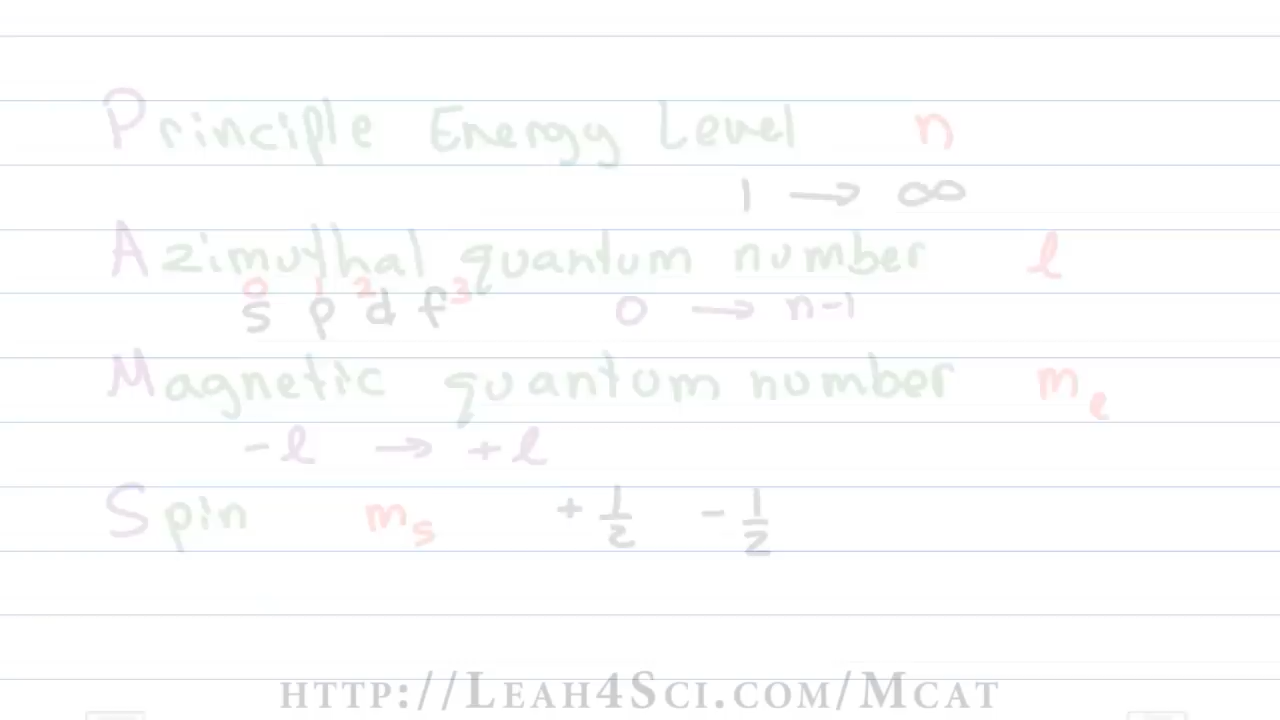 Principle Energy Level n
1 → ∞
Azimuthal quantum number l
0 1 2 3
s p d f 0 → n-1
Magnetic quantum number mₗ
-l → +l
Spin mₛ +1/2 -1/2
HTTP://LEAH4SCI.COM/MCAT